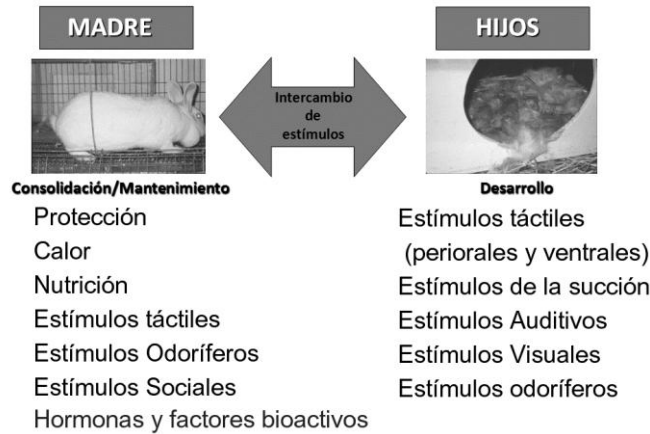 MADRE
HIJOS
Intercambio
de
estímulos
Consolidación/Mantenimiento
Desarrollo
Protección
Calor
Nutrición
Estímulos táctiles
Estímulos Odoríferos
Estímulos Sociales
Hormonas y factores bioactivos
Estímulos táctiles
(periorales y ventrales)
Estímulos de la succión
Estímulos Auditivos
Estímulos Visuales
Estímulos odoríferos